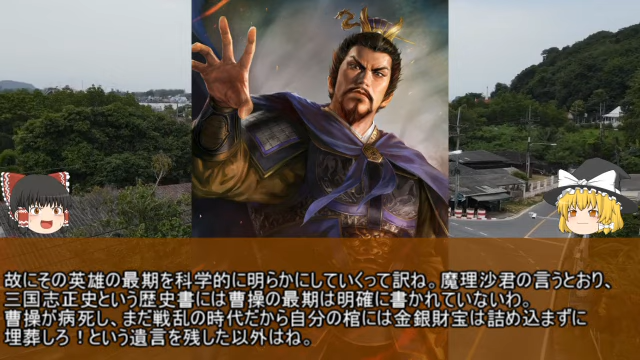 故にその英雄の最期を科学的に明らかにしていくって訳ね。魔理沙君の言うとおり、
三国志正史という歴史書には曹操の最期は明確に書かれていないわ。
曹操が病死し、まだ戦乱の時代だから自分の棺には金銀財宝は詰め込まずに
埋葬しろ！という遺言を残した以外はね。